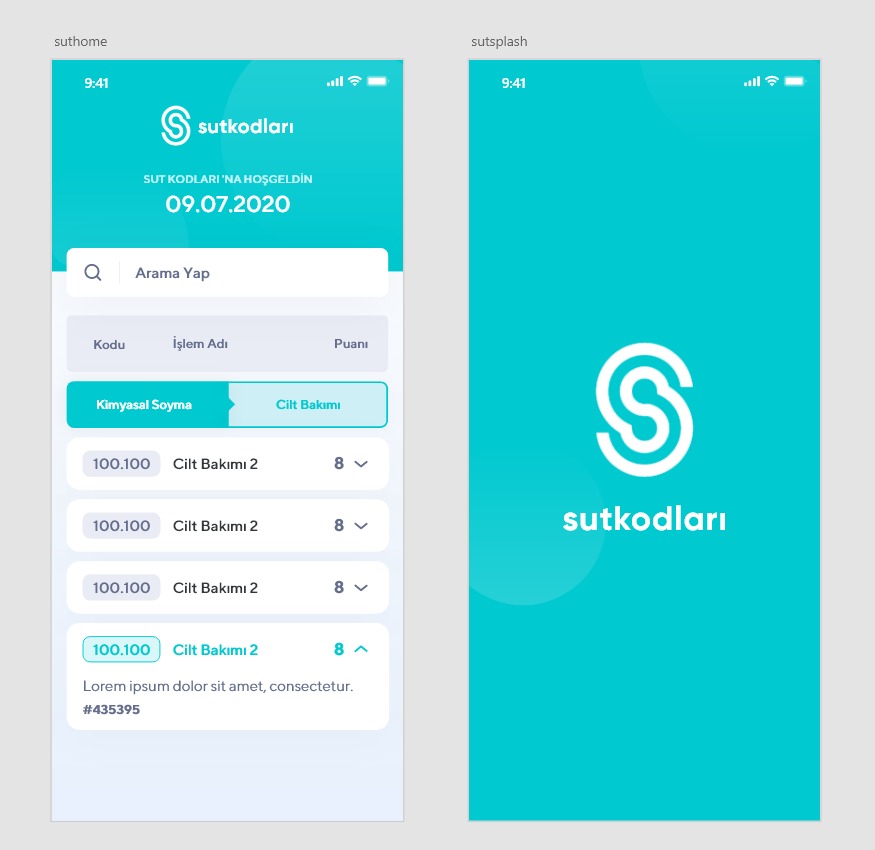 suthome
9:41
sutkodları
SUT KODLARI 'NA HOŞGELDİN
09.07.2020
Arama Yap
Kodu İşlem Adı Puanı
Kimyasal Soyma Cilt Bakımı
100.100 Cilt Bakımı 2 8
100.100 Cilt Bakımı 2 8
100.100 Cilt Bakımı 2 8
100.100 Cilt Bakımı 2 8
Lorem ipsum dolor sit amet, consectetur.
#435395
sutsplash
9:41
sutkodları